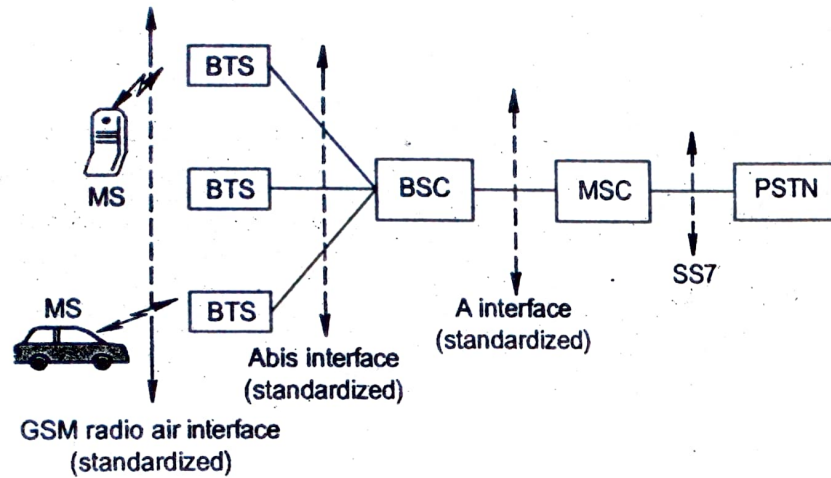 BTS
MS
BTS
BSC
MSC
PSTN
MS
BTS
SS7
A interface
(standardized)
Abis interface
(standardized)
GSM radio air interface
(standardized)